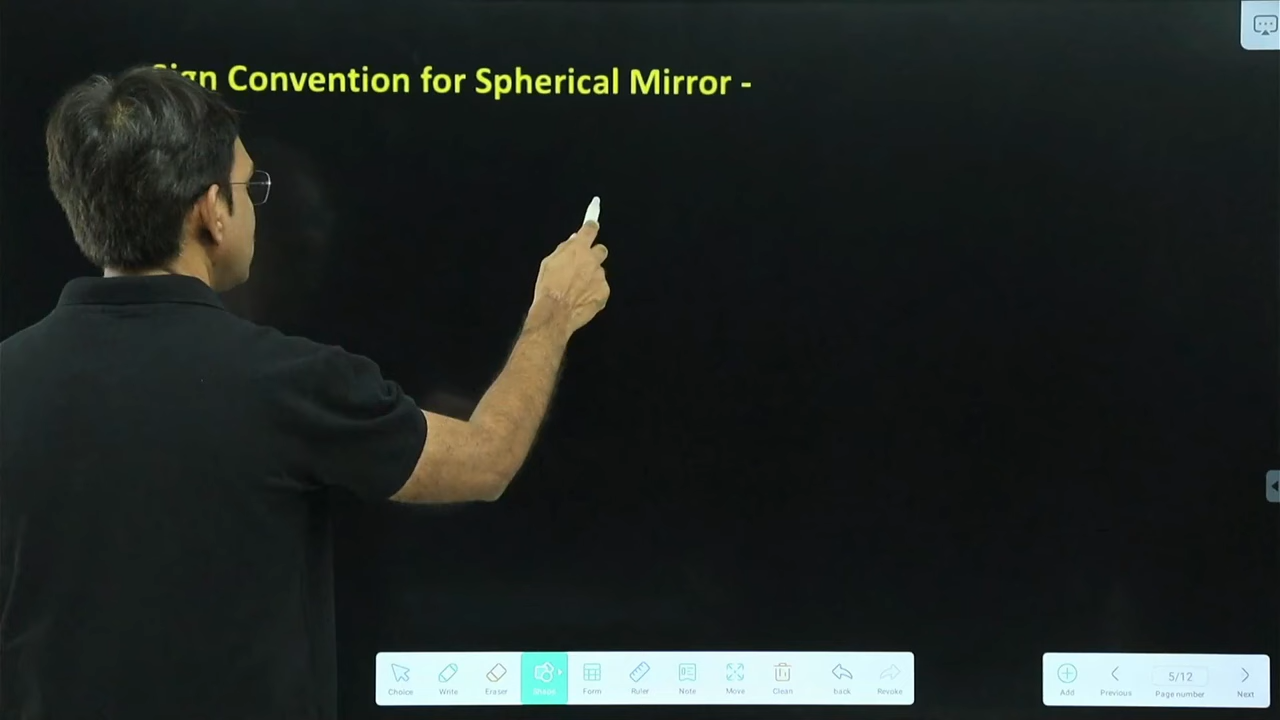 Sign Convention for Spherical Mirror -
Choice
Write
Eraser
Shape
Form
Ruler
Note
Move
Clean
back
Revoke
Add
Previous
5/12
Page number
Next